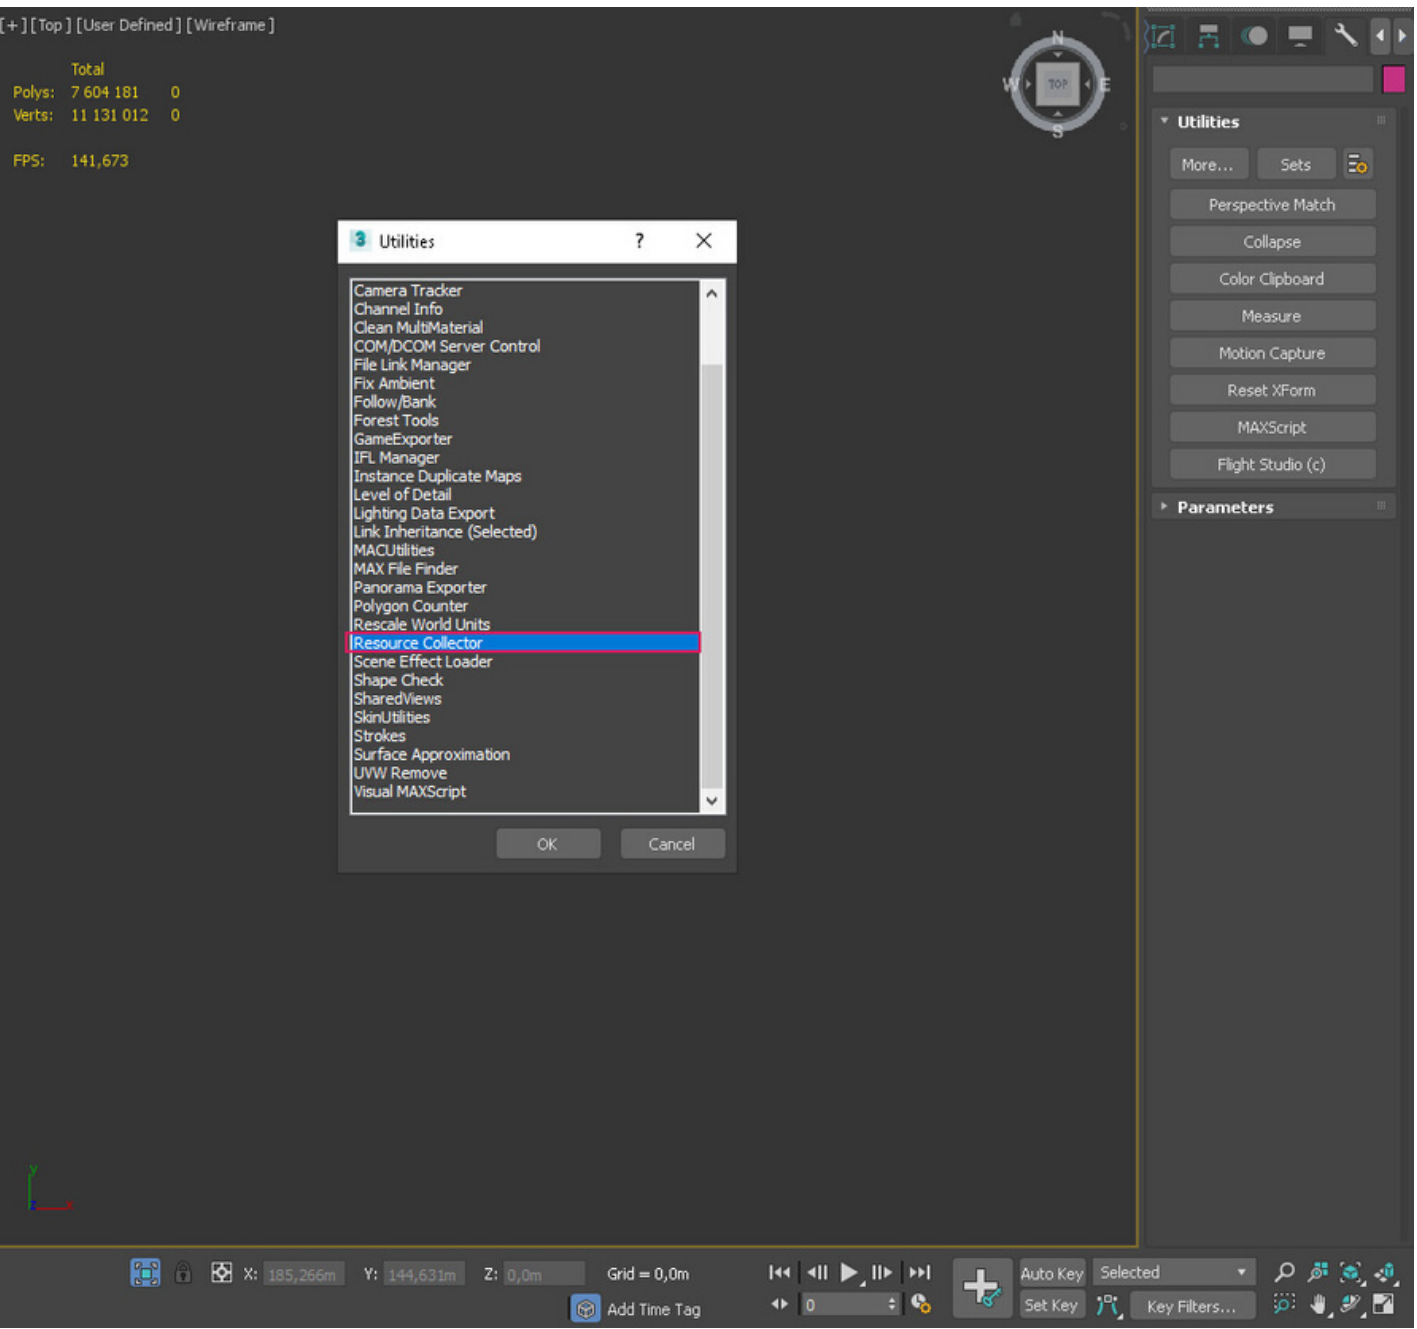 [+] [Top] [User Defined] [Wireframe]
Total
Polys: 7 604 181 0
Verts: 11 131 012 0
FPS: 141,673
N
W TOP E
S
Utilities
More... Sets
Perspective Match
Collapse
Color Clipboard
Measure
Motion Capture
Reset XForm
MAXScript
Flight Studio (c)
Parameters
3 Utilities ?
Camera Tracker
Channel Info
Clean MultiMaterial
COM/DCOM Server Control
File Link Manager
Fix Ambient
Follow/Bank
Forest Tools
GameExporter
IFL Manager
Instance Duplicate Maps
Level of Detail
Lighting Data Export
Link Inheritance (Selected)
MACUtilities
MAX File Finder
Panorama Exporter
Polygon Counter
Rescale World Units
Resource Collector
Scene Effect Loader
Shape Check
SharedViews
SkinUtilities
Strokes
Surface Approximation
UVW Remove
Visual MAXScript
OK Cancel
y
z x
X: 185,266m Y: 144,631m Z: 0,0m Grid = 0,0m
Auto Key Selected
Add Time Tag 0 Set Key Key Filters...